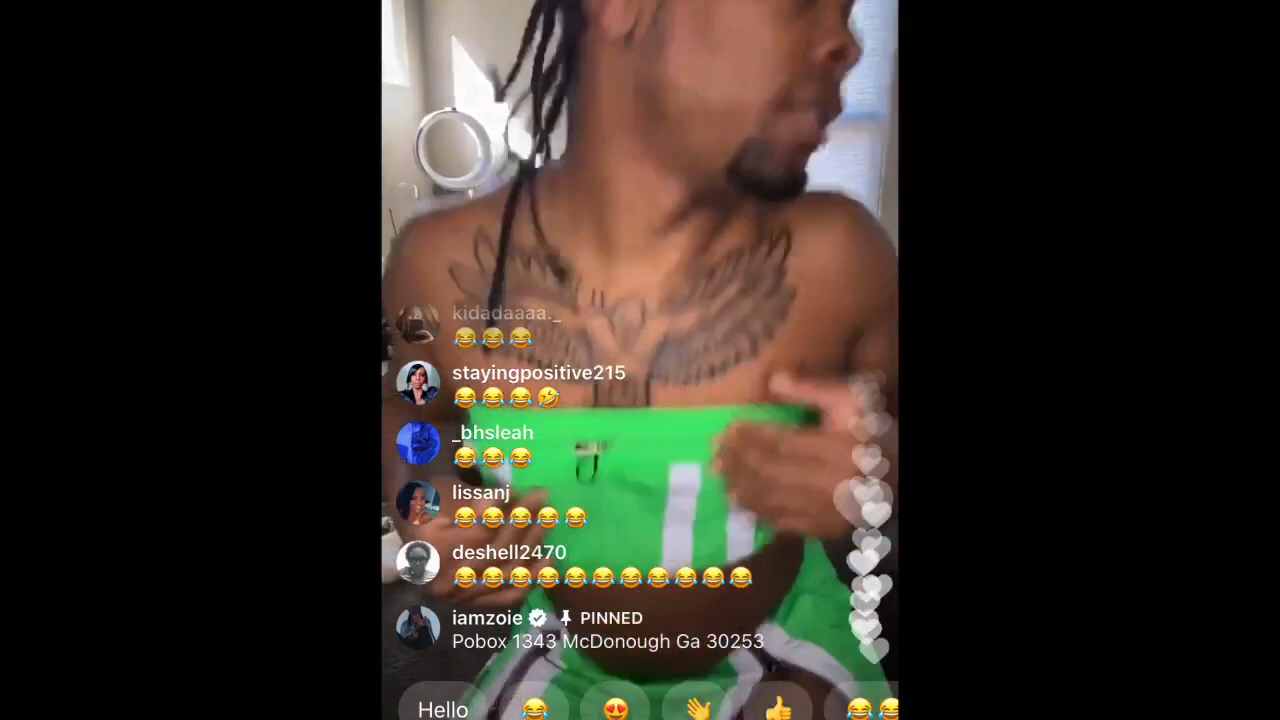 kidadaaaa._
😂😂😂
stayingpositive215
😂😂😂🤣
_bhsleah
😂😂😂
lissanj
😂😂😂😂😂
deshell2470
😂😂😂😂😂😂😂😂😂😂😂
iamzoie PINNED
Pobox 1343 McDonough Ga 30253
Hello 😂 😍 👋 👍 😂😂